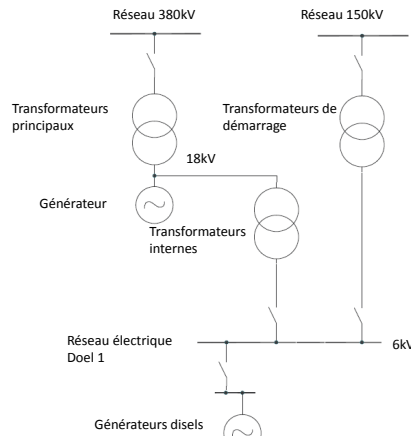 Réseau 380kV
Réseau 150kV
Transformateurs
principaux
Transformateurs de
démarrage
18kV
Générateur
Transformateurs
internes
Réseau électrique
Doel 1
6kV
Générateurs disels